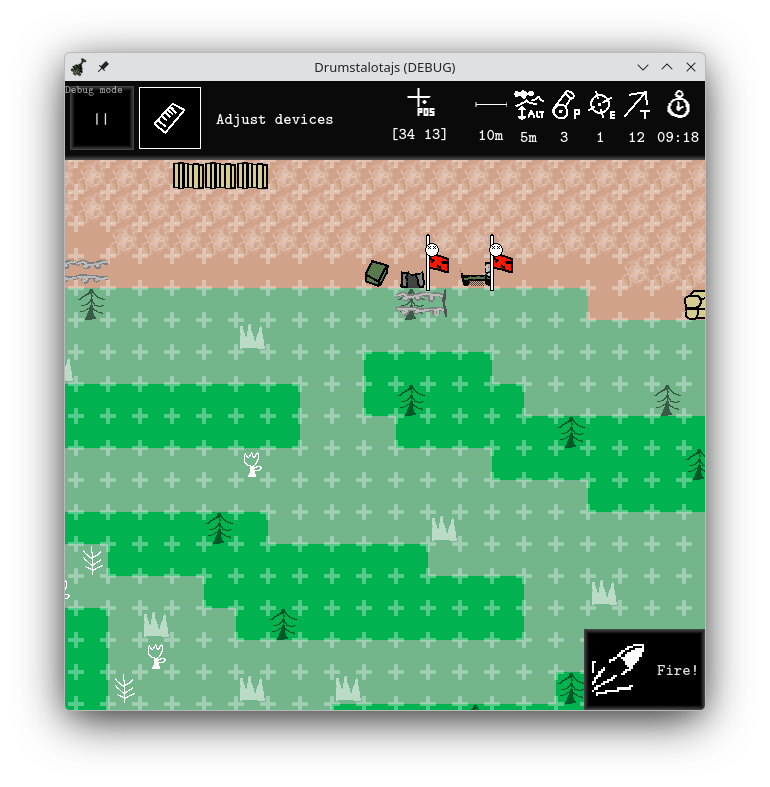 Drumstalotajs (DEBUG)
Debug mode
Adjust devices
POS
[34 13]
10m
ALT
5m
P
3
E
1
T
12
09:18
Fire!